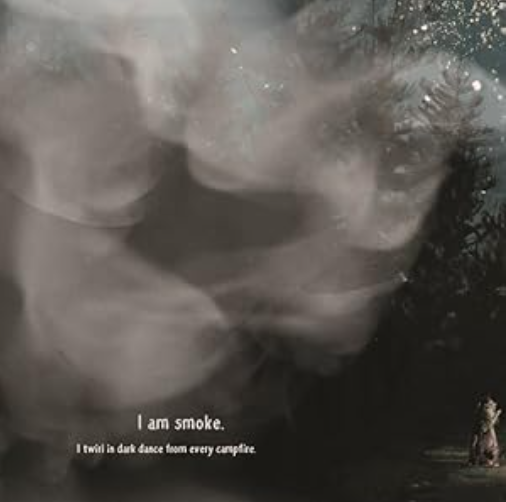 I am smoke.
I twirl in dark dance from every campfire.